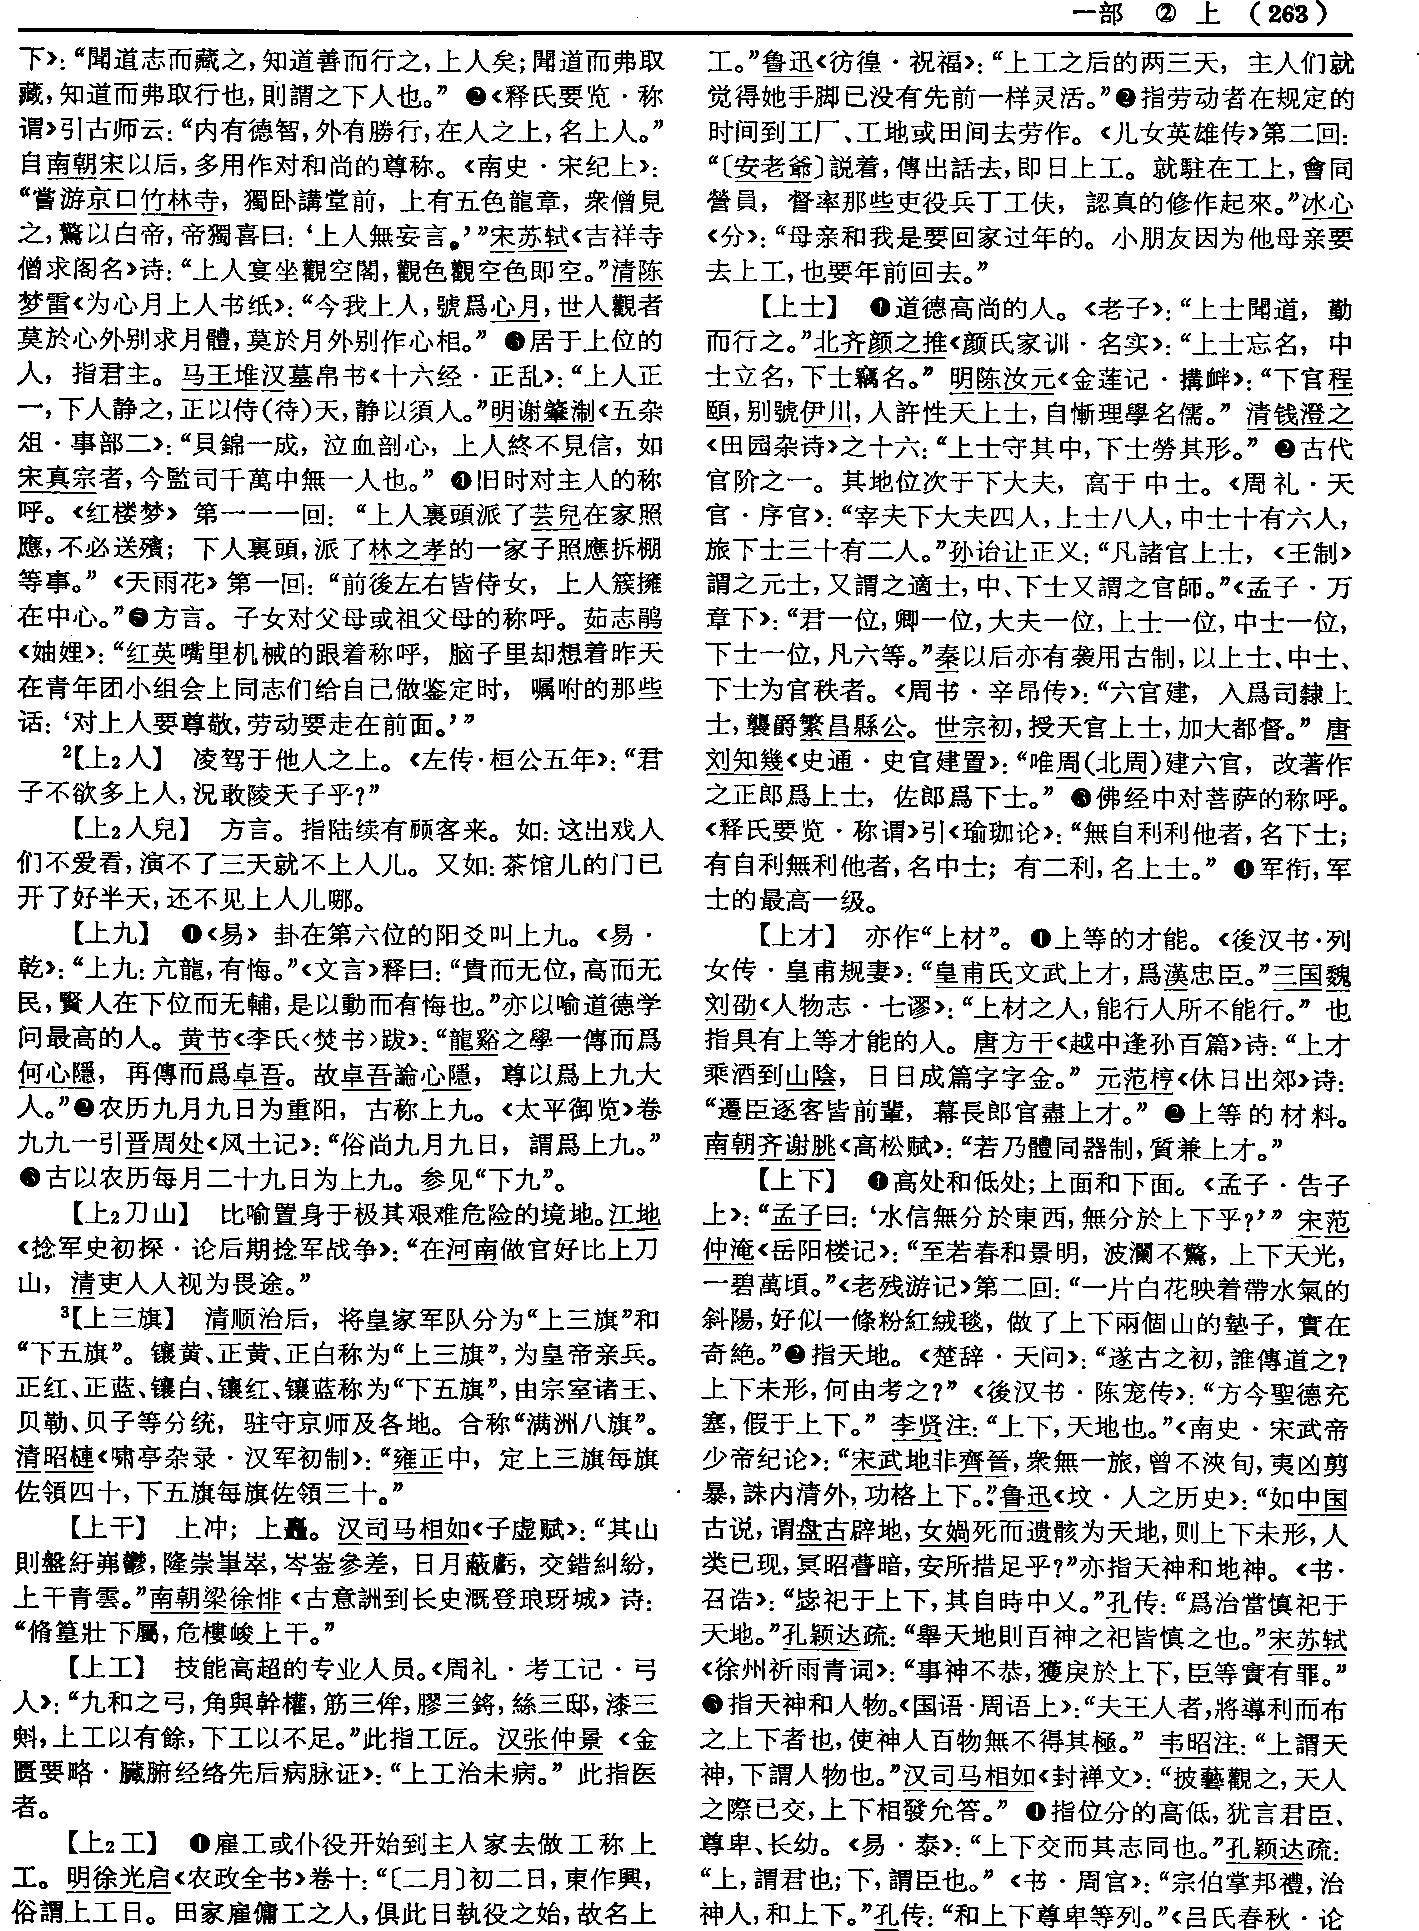 一部 ② 上 (263)
下》：“聞道志而藏之，知道善而行之，上人矣；聞道而弗取
藏，知道而弗取行也，則謂之下人也。” ❷《释氏要览·称
谓》引古师云：“内有德智，外有勝行，在人之上，名上人。”
自南朝宋以后，多用作对和尚的尊称。《南史·宋纪上》：
“嘗游京口竹林寺，獨卧講堂前，上有五色龍章，衆僧見
之，驚以白帝，帝獨喜曰：‘上人無妄言。’”宋苏轼《吉祥寺
僧求阁名》诗：“上人宴坐觀空閣，觀色觀空色即空。”清陈
梦雷《为心月上人书纸》：“今我上人，號爲心月，世人觀者
莫於心外别求月體，莫於月外别作心相。” ❸居于上位的
人，指君主。马王堆汉墓帛书《十六经·正乱》：“上人正
一，下人静之，正以侍(待)天，静以須人。”明谢肇淛《五杂
俎·事部二》：“貝錦一成，泣血剖心，上人終不見信，如
宋真宗者，今監司千萬中無一人也。” ❹旧时对主人的称
呼。《红楼梦》第一一一回：“上人裏頭派了芸兒在家照
應，不必送殯；下人裏頭，派了林之孝的一家子照應拆棚
等事。”《天雨花》第一回：“前後左右皆侍女，上人簇擁
在中心。”❺方言。子女对父母或祖父母的称呼。茹志鹃
《妯娌》：“红英嘴里机械的跟着称呼，脑子里却想着昨天
在青年团小组会上同志们给自己做鉴定时，嘱咐的那些
话：‘对上人要尊敬，劳动要走在前面。’”
²【上₂人】 凌驾于他人之上。《左传·桓公五年》：“君
子不欲多上人，況敢陵天子乎？”
【上₂人兒】 方言。指陆续有顾客来。如：这出戏人
们不爱看，演不了三天就不上人儿。又如：茶馆儿的门已
开了好半天，还不见上人儿哪。
【上九】 ❶《易》卦在第六位的阳爻叫上九。《易·
乾》：“上九：亢龍，有悔。”《文言》释曰：“貴而无位，高而无
民，賢人在下位而无輔，是以動而有悔也。”亦以喻道德学
问最高的人。黄节《李氏〈焚书〉跋》：“龍谿之學一傳而爲
何心隱，再傳而爲卓吾。故卓吾論心隱，尊以爲上九大
人。”❷农历九月九日为重阳，古称上九。《太平御览》卷
九九一引晋周处《风土记》：“俗尚九月九日，謂爲上九。”
❸古以农历每月二十九日为上九。参见“下九”。
【上₂刀山】 比喻置身于极其艰难危险的境地。江地
《捻军史初探·论后期捻军战争》：“在河南做官好比上刀
山，清吏人人视为畏途。”
³【上三旗】 清顺治后，将皇家军队分为“上三旗”和
“下五旗”。镶黄、正黄、正白称为“上三旗”，为皇帝亲兵。
正红、正蓝、镶白、镶红、镶蓝称为“下五旗”，由宗室诸王、
贝勒、贝子等分统，驻守京师及各地。合称“满洲八旗”。
清昭槤《啸亭杂录·汉军初制》：“雍正中，定上三旗每旗
佐領四十，下五旗每旗佐領三十。”
【上干】 上冲；上矗。汉司马相如《子虚赋》：“其山
則盤紆岪鬱，隆崇嵂崒，岑崟參差，日月蔽虧，交錯糾紛，
上干青雲。”南朝梁徐悱《古意詶到长史溉登琅玡城》诗：
“脩篁壯下屬，危樓峻上干。”
【上工】 技能高超的专业人员。《周礼·考工记·弓
人》：“九和之弓，角與幹權，筋三侔，膠三鋝，絲三邸，漆三
㪺，上工以有餘，下工以不足。”此指工匠。汉张仲景《金
匮要略·臟腑经络先后病脉证》：“上工治未病。”此指医
者。
【上₂工】 ❶雇工或仆役开始到主人家去做工称上
工。明徐光启《农政全书》卷十：“〔二月〕初二日，東作興，
俗謂上工日。田家雇傭工之人，俱此日執役之始，故名上
工。”鲁迅《彷徨·祝福》：“上工之后的两三天，主人们就
觉得她手脚已没有先前一样灵活。”❷指劳动者在规定的
时间到工厂、工地或田间去劳作。《儿女英雄传》第二回：
“〔安老爺〕説着，傳出話去，即日上工。就駐在工上，會同
營員，督率那些吏役兵丁工伕，認真的修作起來。”冰心
《分》：“母亲和我是要回家过年的。小朋友因为他母亲要
去上工，也要年前回去。”
【上士】 ❶道德高尚的人。《老子》：“上士聞道，勤
而行之。”北齐颜之推《颜氏家训·名实》：“上士忘名，中
士立名，下士竊名。”明陈汝元《金莲记·搆衅》：“下官程
頤，别號伊川，人許性天上士，自慚理學名儒。”清钱澄之
《田园杂诗》之十六：“上士守其中，下士勞其形。” ❷古代
官阶之一。其地位次于下大夫，高于中士。《周礼·天
官·序官》：“宰夫下大夫四人，上士八人，中士十有六人，
旅下士三十有二人。”孙诒让正义：“凡諸官上士，《王制》
謂之元士，又謂之適士，中、下士又謂之官師。”《孟子·万
章下》：“君一位，卿一位，大夫一位，上士一位，中士一位，
下士一位，凡六等。”秦以后亦有袭用古制，以上士、中士、
下士为官秩者。《周书·辛昂传》：“六官建，入爲司隸上
士，襲爵繁昌縣公。世宗初，授天官上士，加大都督。”唐
刘知幾《史通·史官建置》：“唯周(北周)建六官，改著作
之正郎爲上士，佐郎爲下士。” ❸佛经中对菩萨的称呼。
《释氏要览·称谓》引《瑜珈论》：“無自利利他者，名下士；
有自利無利他者，名中士；有二利，名上士。” ❹军衔，军
士的最高一级。
【上才】 亦作“上材”。❶上等的才能。《後汉书·列
女传·皇甫规妻》：“皇甫氏文武上才，爲漢忠臣。”三国魏
刘劭《人物志·七谬》：“上材之人，能行人所不能行。”也
指具有上等才能的人。唐方干《越中逢孙百篇》诗：“上才
乘酒到山陰，日日成篇字字金。”元范梈《休日出郊》诗：
“遷臣逐客皆前輩，幕長郎官盡上才。” ❷上等的材料。
南朝齐谢朓《高松赋》：“若乃體同器制，質兼上才。”
【上下】 ❶高处和低处；上面和下面。《孟子·告子
上》：“孟子曰：‘水信無分於東西，無分於上下乎？’”宋范
仲淹《岳阳楼记》：“至若春和景明，波瀾不驚，上下天光，
一碧萬頃。”《老残游记》第二回：“一片白花映着帶水氣的
斜陽，好似一條粉紅絨毯，做了上下兩個山的墊子，實在
奇絶。”❷指天地。《楚辞·天问》：“遂古之初，誰傳道之？
上下未形，何由考之？”《後汉书·陈宠传》：“方今聖德充
塞，假于上下。”李贤注：“上下，天地也。”《南史·宋武帝
少帝纪论》：“宋武地非齊晉，衆無一旅，曾不浹旬，夷凶剪
暴，誅内清外，功格上下。”鲁迅《坟·人之历史》：“如中国
古说，谓盘古辟地，女媧死而遗骸为天地，则上下未形，人
类已现，冥昭瞢暗，安所措足乎？”亦指天神和地神。《书·
召诰》：“毖祀于上下，其自時中乂。”孔传：“爲治當慎祀于
天地。”孔颖达疏：“舉天地則百神之祀皆慎之也。”宋苏轼
《徐州祈雨青词》：“事神不恭，獲戾於上下，臣等實有罪。”
❸指天神和人物。《国语·周语上》：“夫王人者，將導利而布
之上下者也，使神人百物無不得其極。”韦昭注：“上謂天
神，下謂人物也。”汉司马相如《封禅文》：“披藝觀之，天人
之際已交，上下相發允答。” ❹指位分的高低，犹言君臣、
尊卑、长幼。《易·泰》：“上下交而其志同也。”孔颖达疏：
“上，謂君也；下，謂臣也。”《书·周官》：“宗伯掌邦禮，治
神人，和上下。”孔传：“和上下尊卑等列。”《吕氏春秋·论